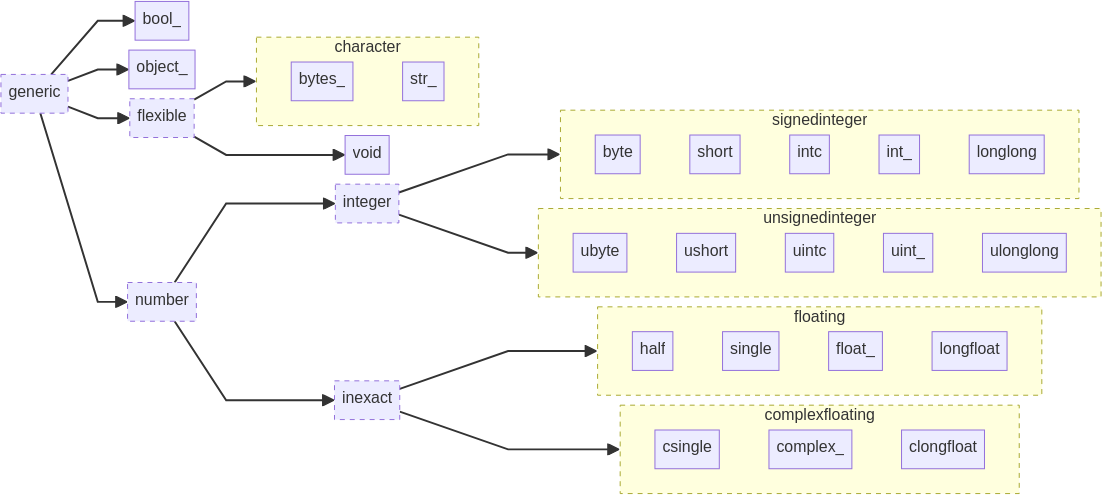 bool_
object_
generic
flexible
character
bytes_ str_
void
signedinteger
byte short intc int_ longlong
integer
unsignedinteger
ubyte ushort uintc uint_ ulonglong
number
floating
half single float_ longfloat
inexact
complexfloating
csingle complex_ clongfloat